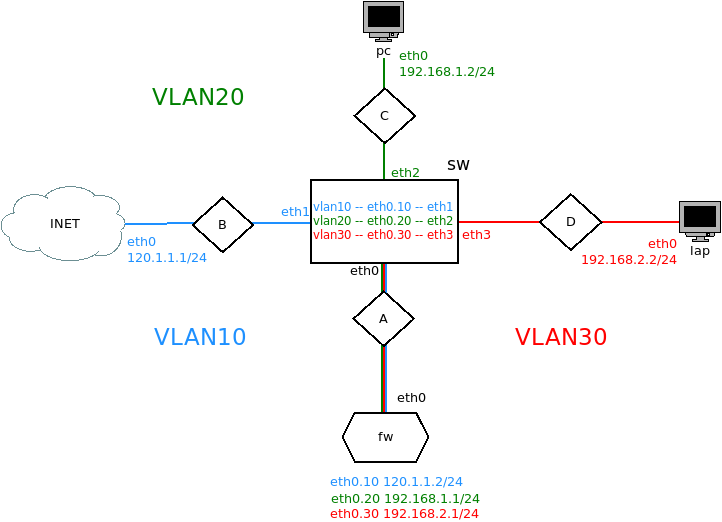 pc
eth0
192.168.1.2/24
VLAN20
C
eth2
sw
INET
B
eth1
vlan10 -- eth0.10 -- eth1
vlan20 -- eth0.20 -- eth2
vlan30 -- eth0.30 -- eth3
eth3
D
eth0
120.1.1.1/24
eth0
192.168.2.2/24
lap
eth0
A
VLAN10
VLAN30
eth0
fw
eth0.10 120.1.1.2/24
eth0.20 192.168.1.1/24
eth0.30 192.168.2.1/24